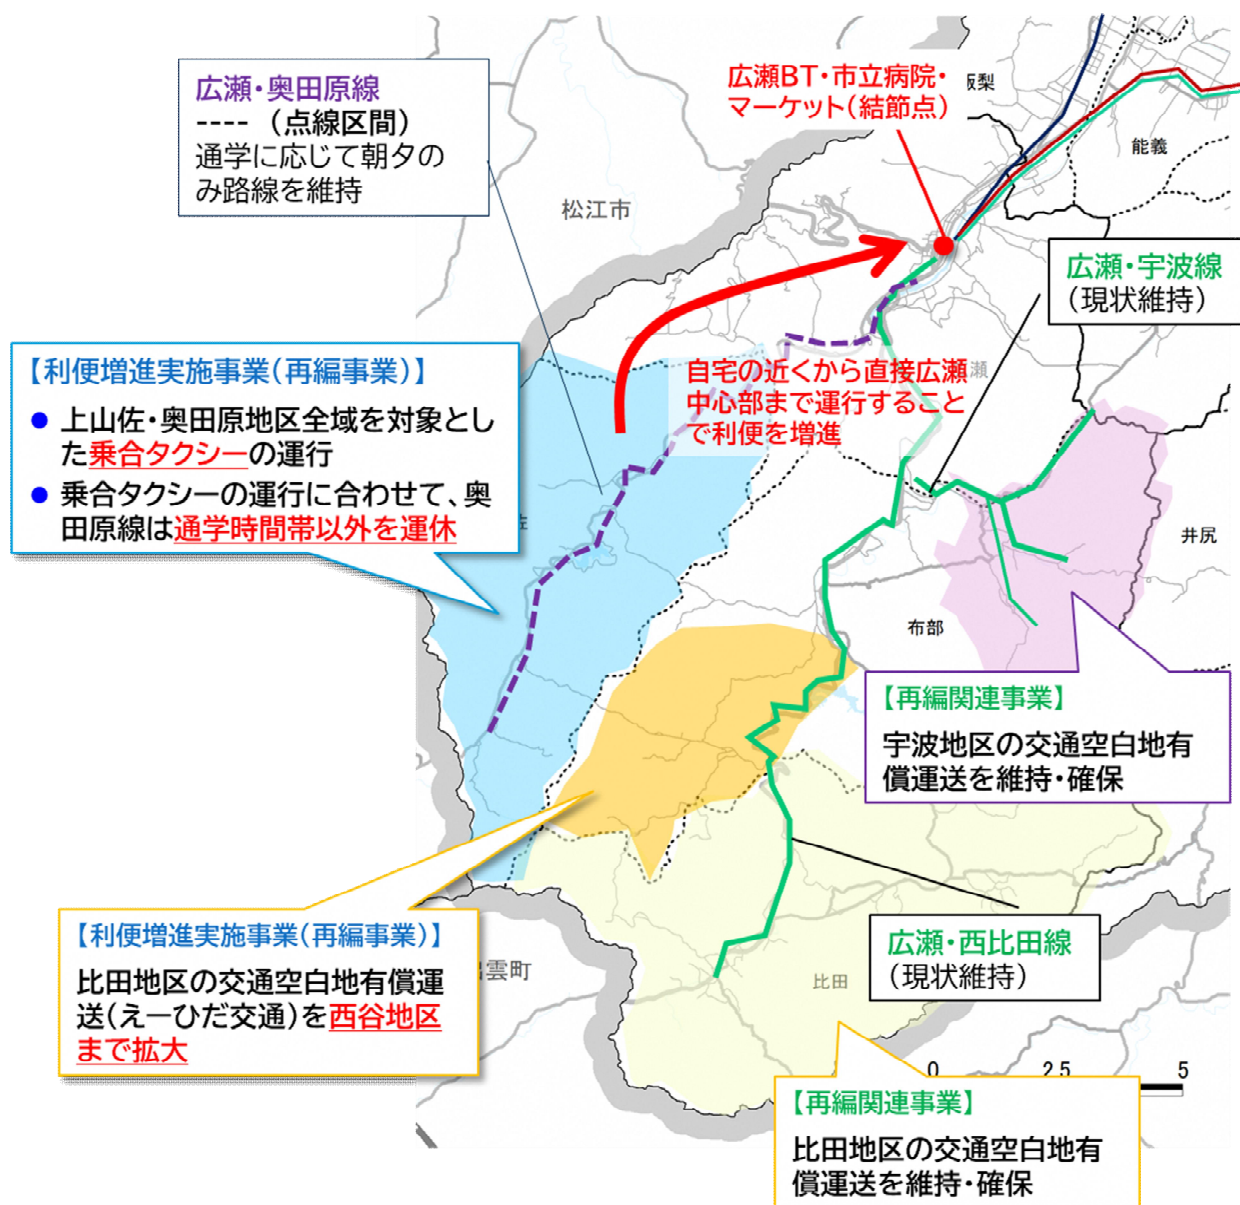 広瀬・奥田原線
---- （点線区間）
通学に応じて朝夕の
み路線を維持
広瀬BT・市立病院・
マーケット（結節点）
飯梨
能義
松江市
広瀬・宇波線
（現状維持）
【利便増進実施事業（再編事業）】
● 上山佐・奥田原地区全域を対象とし
た乗合タクシーの運行
● 乗合タクシーの運行に合わせて、奥
田原線は通学時間帯以外を運休
自宅の近くから直接広瀬
中心部まで運行すること
で利便を増進
瀬
佐
井尻
布部
【再編関連事業】
宇波地区の交通空白地有
償運送を維持・確保
【利便増進実施事業（再編事業）】
比田地区の交通空白地有償運
送（えーひだ交通）を西谷地区
まで拡大
出雲町
広瀬・西比田線
（現状維持）
比田
0 2.5 5
【再編関連事業】
比田地区の交通空白地有
償運送を維持・確保